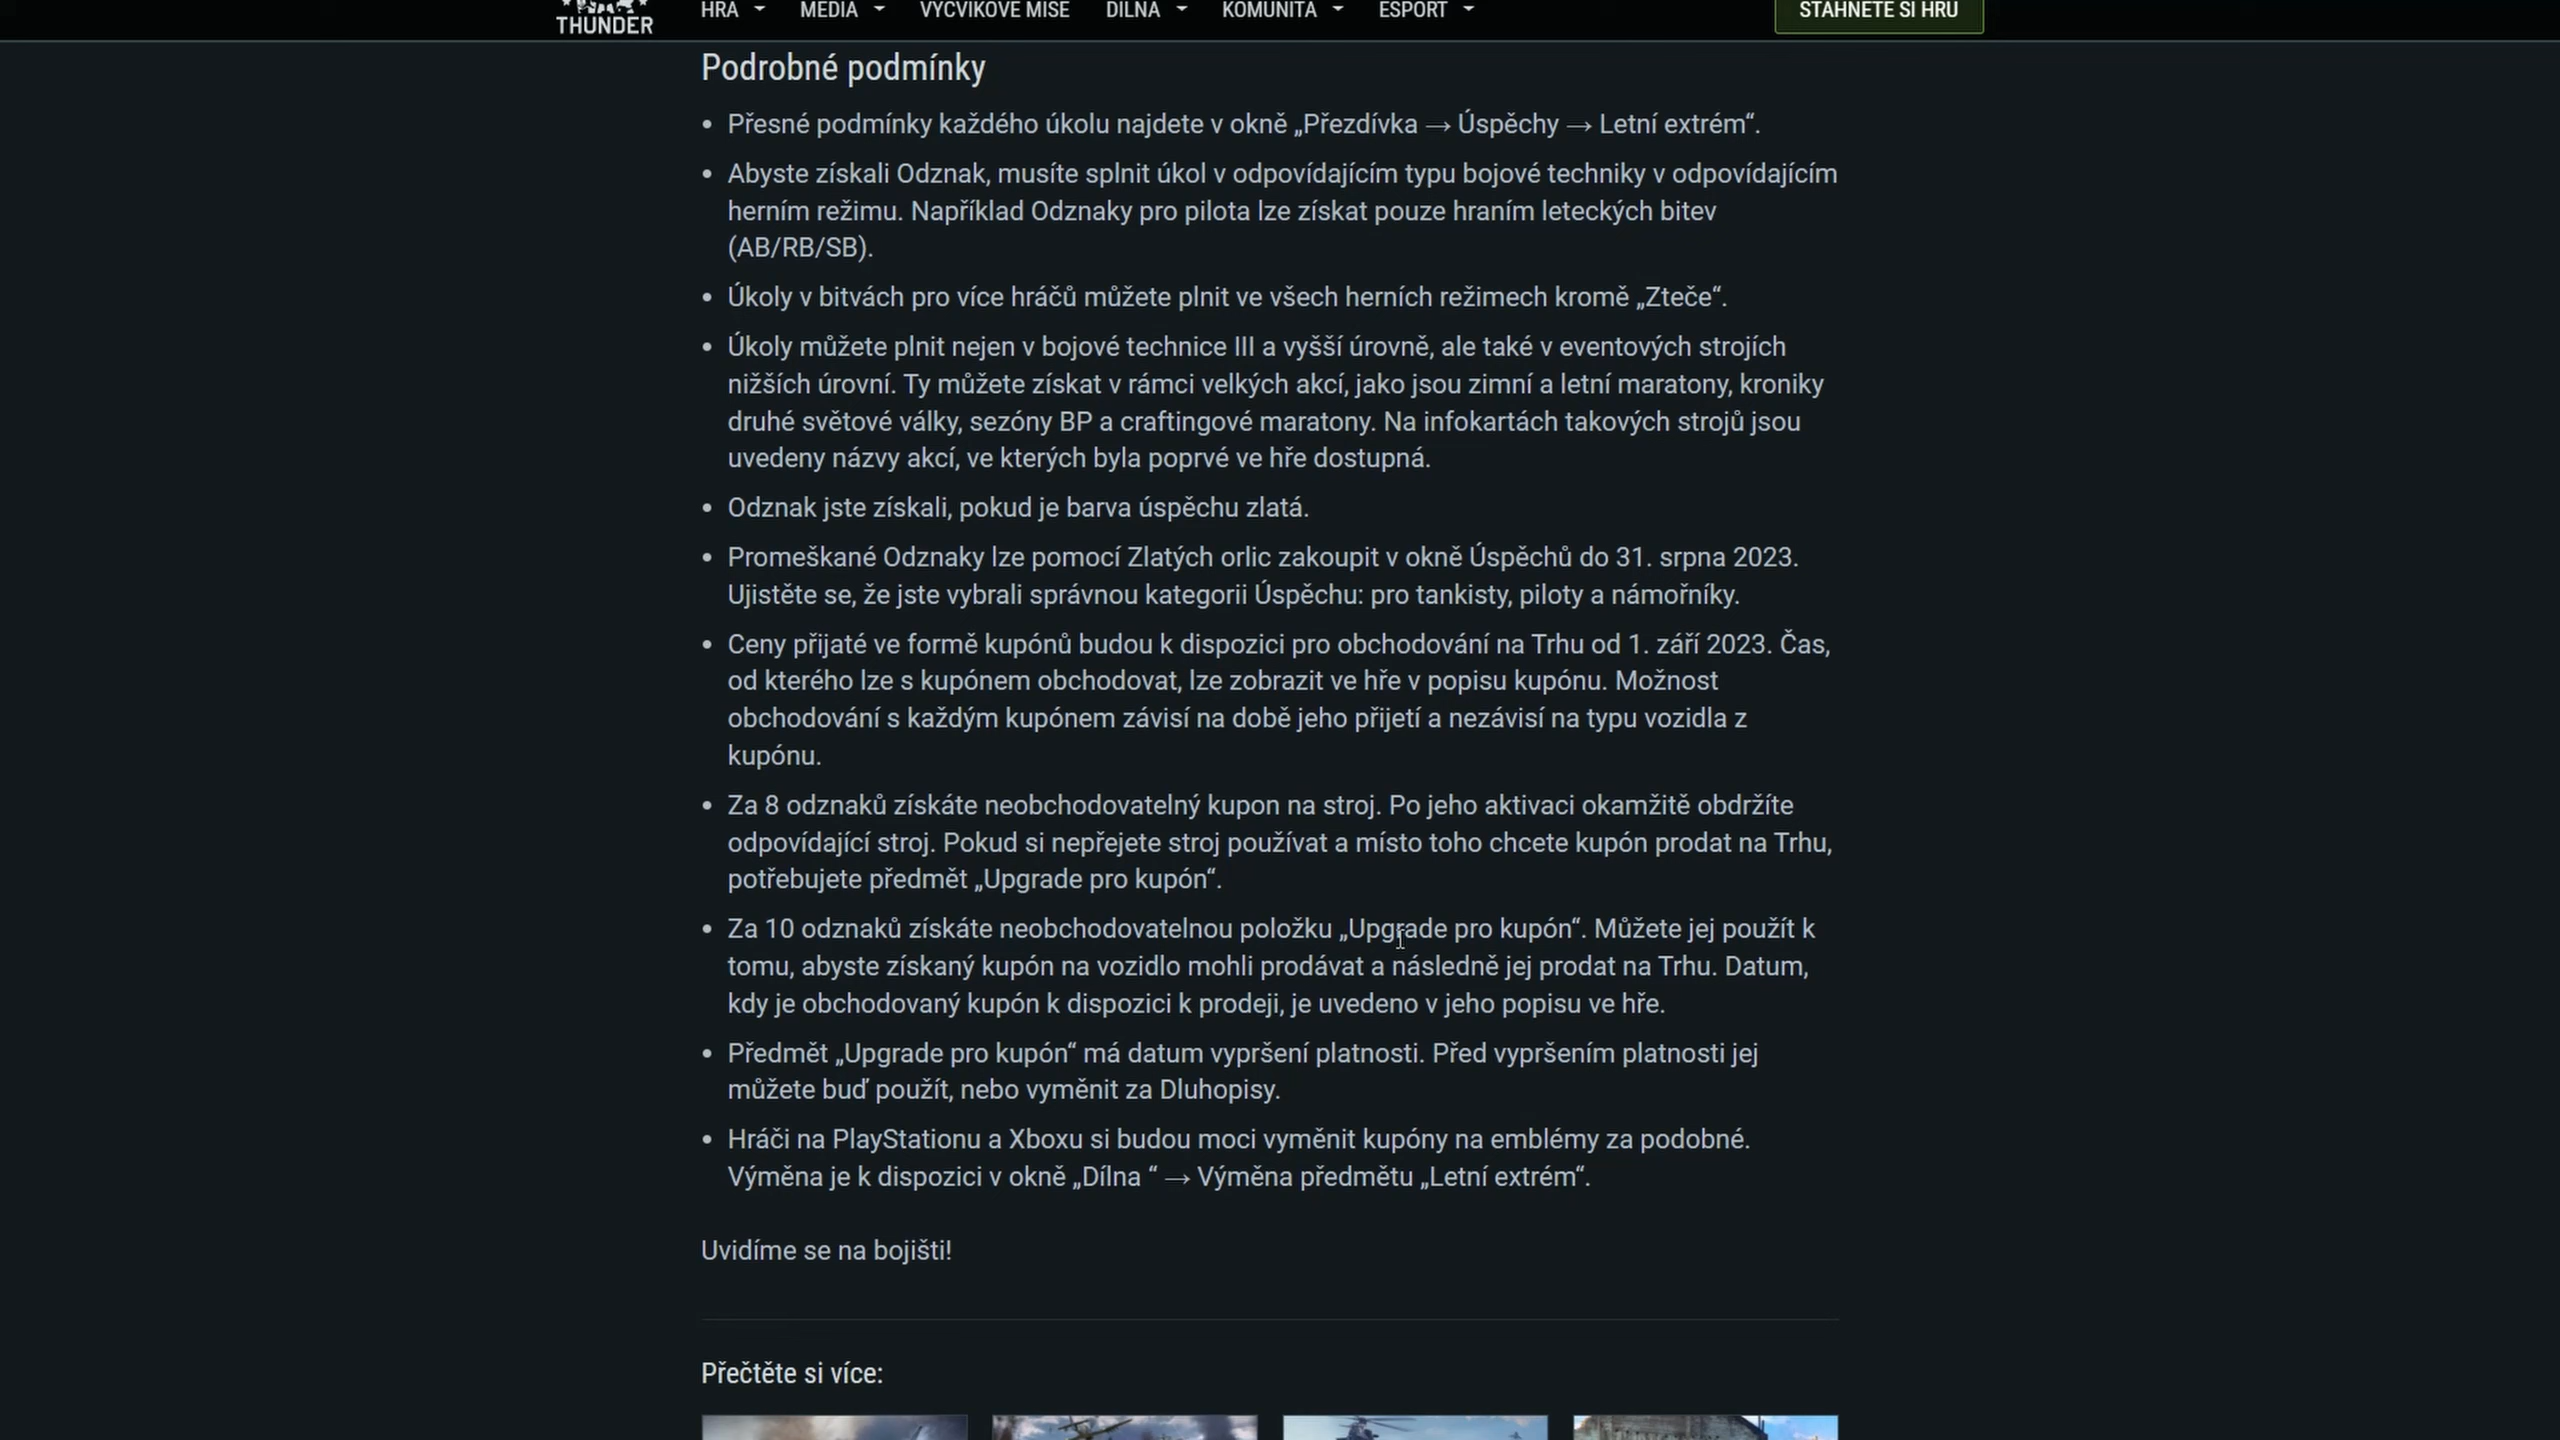 THUNDER
HRA
MÉDIA
VÝCVIKOVÉ MISE
DÍLNA
KOMUNITA
ESPORT
STÁHNĚTE SI HRU
Podrobné podmínky
• Přesné podmínky každého úkolu najdete v okně „Přezdívka → Úspěchy → Letní extrém“.
• Abyste získali Odznak, musíte splnit úkol v odpovídajícím typu bojové techniky v odpovídajícím
herním režimu. Například Odznaky pro pilota lze získat pouze hraním leteckých bitev
(AB/RB/SB).
• Úkoly v bitvách pro více hráčů můžete plnit ve všech herních režimech kromě „Zteče“.
• Úkoly můžete plnit nejen v bojové technice III a vyšší úrovně, ale také v eventových strojích
nižších úrovní. Ty můžete získat v rámci velkých akcí, jako jsou zimní a letní maratony, kroniky
druhé světové války, sezóny BP a craftingové maratony. Na infokartách takových strojů jsou
uvedeny názvy akcí, ve kterých byla poprvé ve hře dostupná.
• Odznak jste získali, pokud je barva úspěchu zlatá.
• Promeškané Odznaky lze pomocí Zlatých orlic zakoupit v okně Úspěchů do 31. srpna 2023.
Ujistěte se, že jste vybrali správnou kategorii Úspěchu: pro tankisty, piloty a námořníky.
• Ceny přijaté ve formě kupónů budou k dispozici pro obchodování na Trhu od 1. září 2023. Čas,
od kterého lze s kupónem obchodovat, lze zobrazit ve hře v popisu kupónu. Možnost
obchodování s každým kupónem závisí na době jeho přijetí a nezávisí na typu vozidla z
kupónu.
• Za 8 odznaků získáte neobchodovatelný kupon na stroj. Po jeho aktivaci okamžitě obdržíte
odpovídající stroj. Pokud si nepřejete stroj používat a místo toho chcete kupón prodat na Trhu,
potřebujete předmět „Upgrade pro kupón“.
• Za 10 odznaků získáte neobchodovatelnou položku „Upgrade pro kupón“. Můžete jej použít k
tomu, abyste získaný kupón na vozidlo mohli prodávat a následně jej prodat na Trhu. Datum,
kdy je obchodovaný kupón k dispozici k prodeji, je uvedeno v jeho popisu ve hře.
• Předmět „Upgrade pro kupón“ má datum vypršení platnosti. Před vypršením platnosti jej
můžete buď použít, nebo vyměnit za Dluhopisy.
• Hráči na PlayStationu a Xboxu si budou moci vyměnit kupóny na emblémy za podobné.
Výměna je k dispozici v okně „Dílna “ → Výměna předmětu „Letní extrém“.
Uvidíme se na bojišti!
Přečtěte si více: